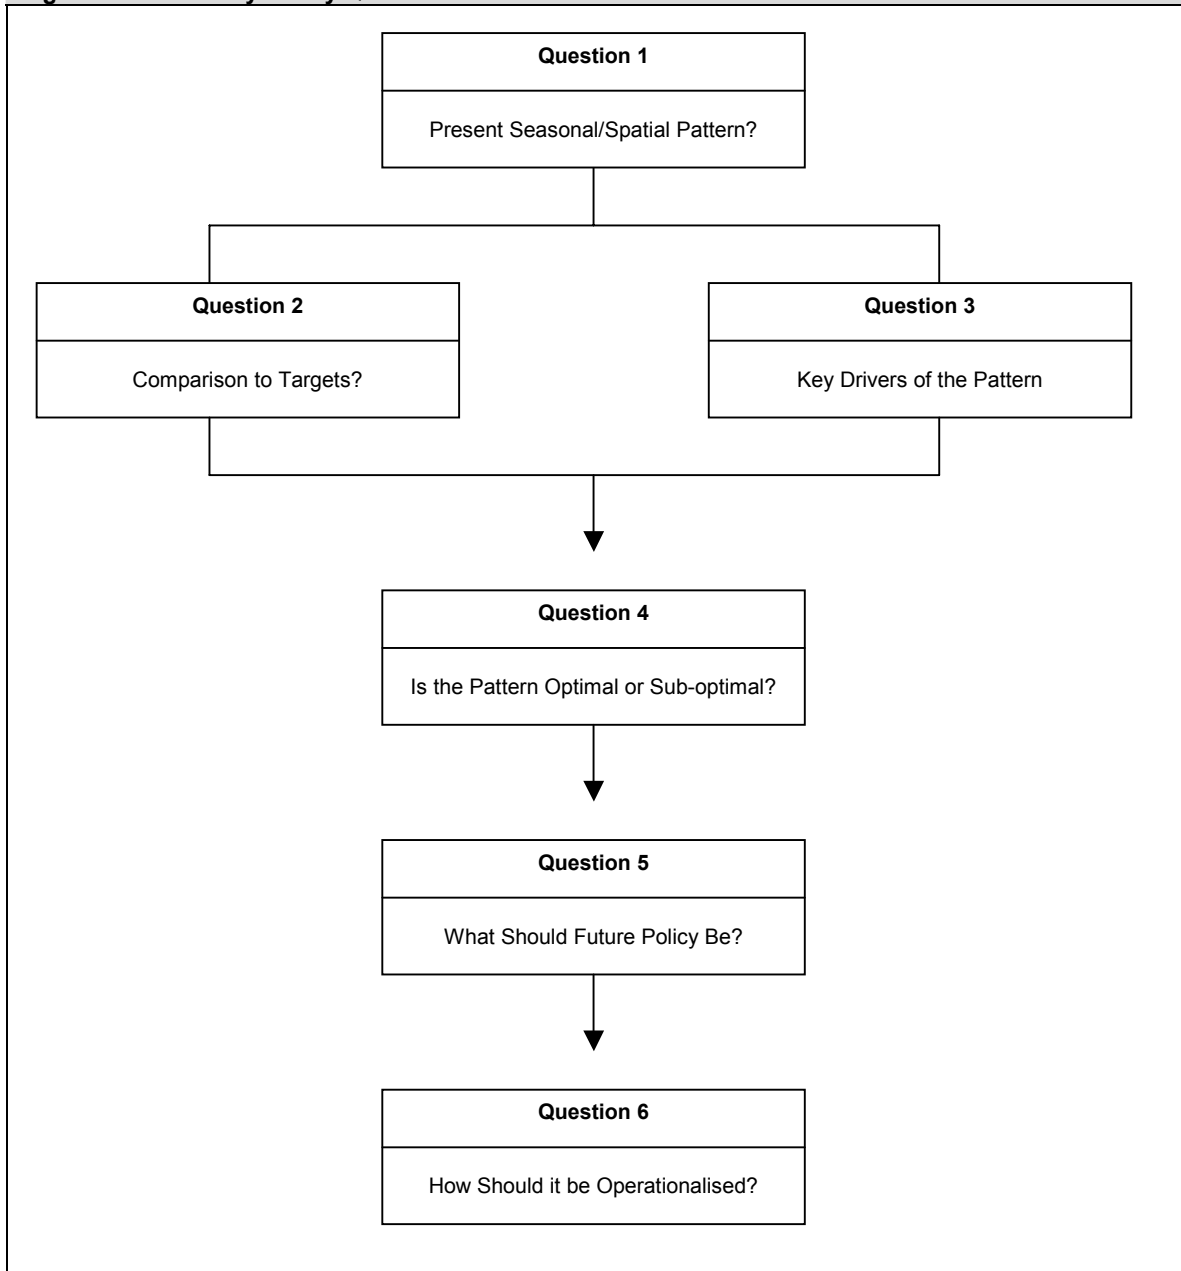 Question 1
Present Seasonal/Spatial Pattern?
Question 2
Question 3
Comparison to Targets?
Key Drivers of the Pattern
Question 4
Is the Pattern Optimal or Sub-optimal?
Question 5
What Should Future Policy Be?
Question 6
How Should it be Operationalised?